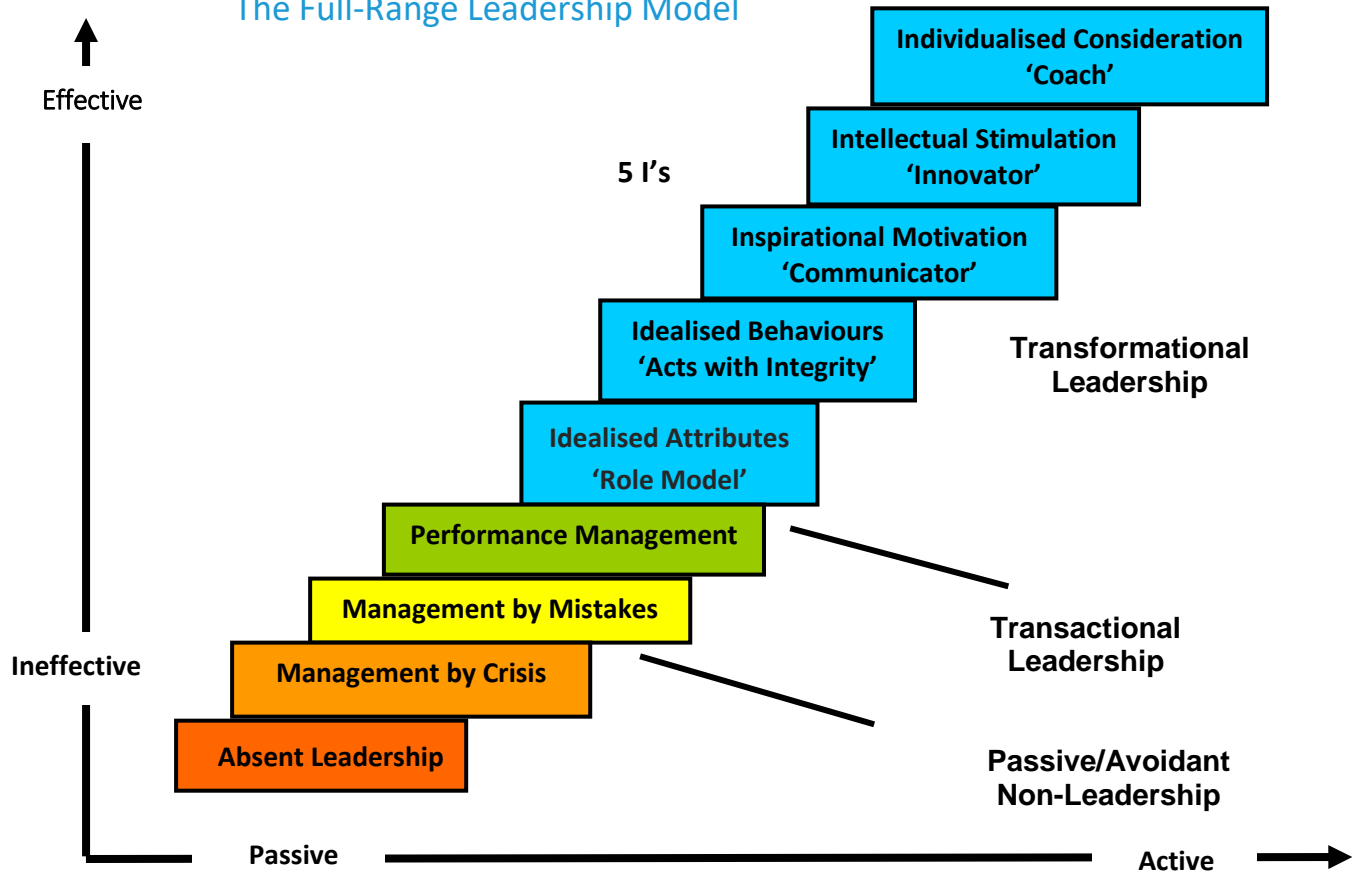 The Full-Range Leadership Model
Effective
Individualised Consideration
‘Coach’
Intellectual Stimulation
‘Innovator’
5 I’s
Inspirational Motivation
‘Communicator’
Idealised Behaviours
‘Acts with Integrity’
Transformational
Leadership
Idealised Attributes
‘Role Model’
Performance Management
Management by Mistakes
Transactional
Leadership
Ineffective
Management by Crisis
Absent Leadership
Passive/Avoidant
Non-Leadership
Passive
Active